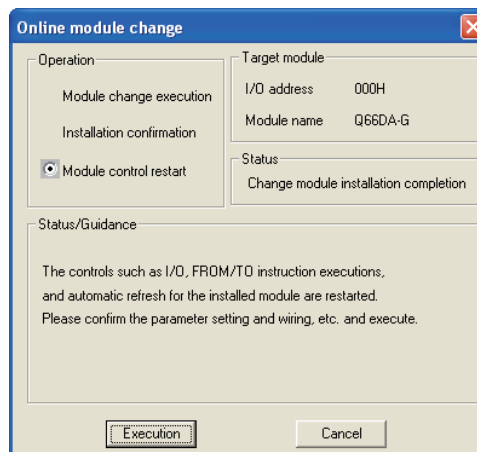 Online module change
Operation
Module change execution
Installation confirmation
Module control restart
Target module
I/O address 000H
Module name Q66DA-G
Status
Change module installation completion
Status/Guidance
The controls such as I/O, FROM/TO instruction executions,
and automatic refresh for the installed module are restarted.
Please confirm the parameter setting and wiring, etc. and execute.
Execution Cancel